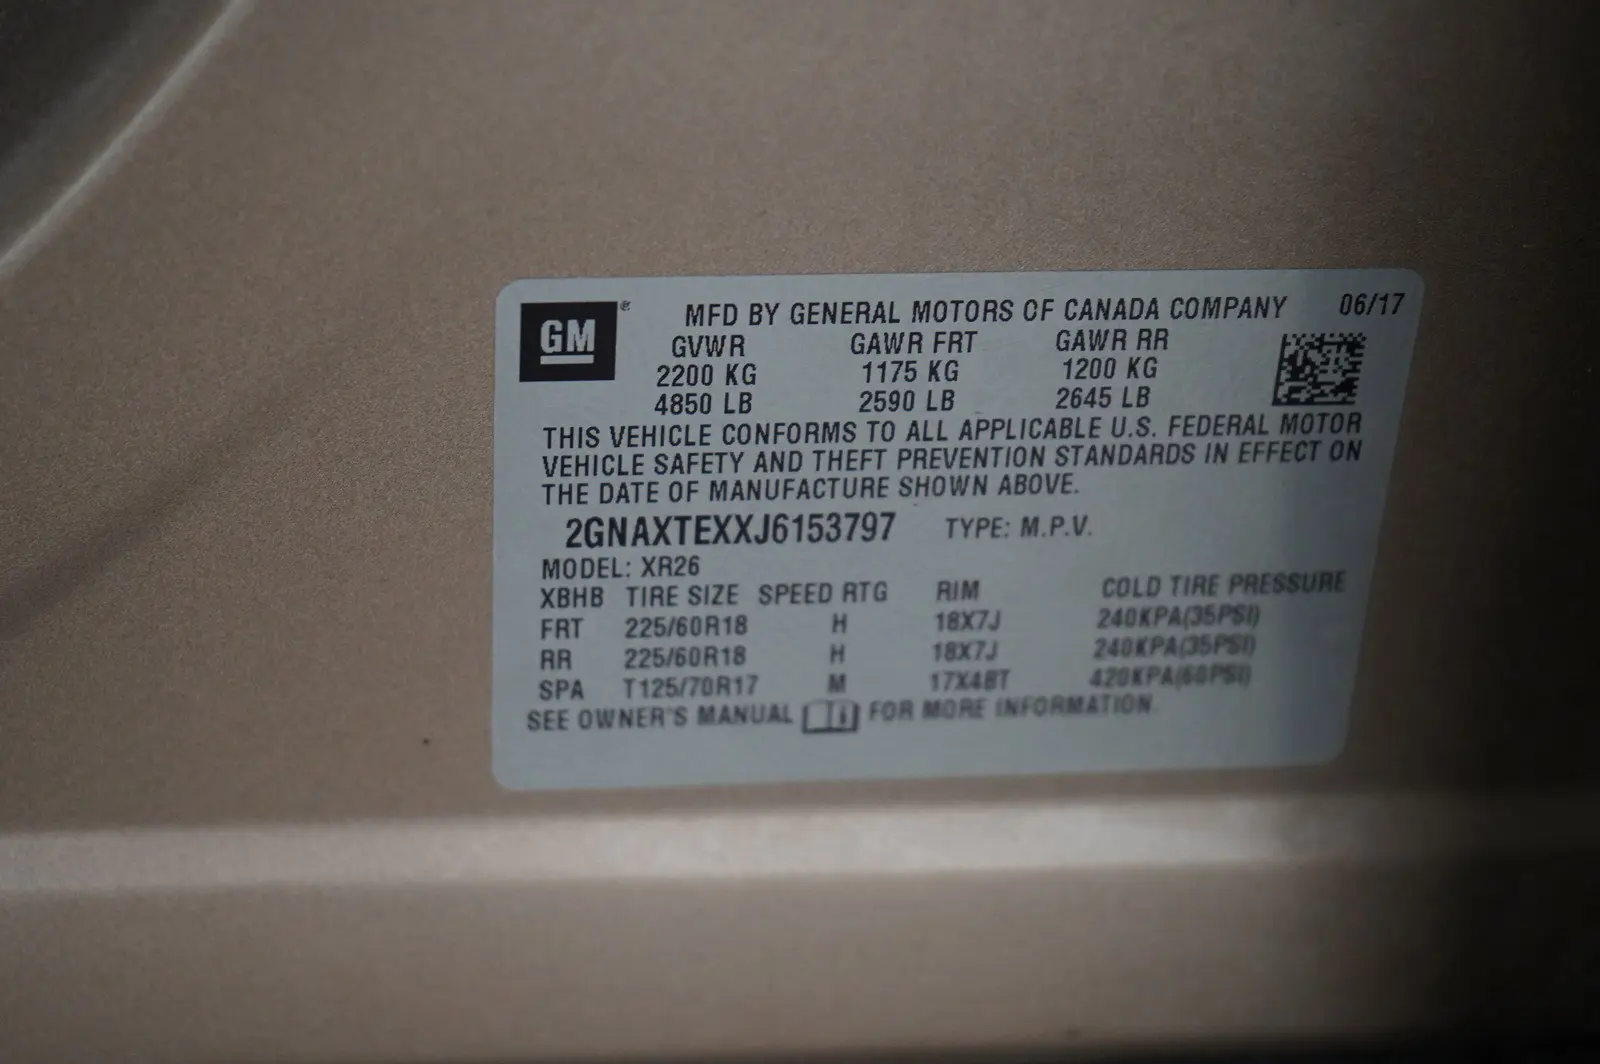 GM ®
MFD BY GENERAL MOTORS OF CANADA COMPANY 06/17
GVWR GAWR FRT GAWR RR
2200 KG 1175 KG 1200 KG
4850 LB 2590 LB 2645 LB
THIS VEHICLE CONFORMS TO ALL APPLICABLE U.S. FEDERAL MOTOR
VEHICLE SAFETY AND THEFT PREVENTION STANDARDS IN EFFECT ON
THE DATE OF MANUFACTURE SHOWN ABOVE.
2GNAXTEXXJ6153797 TYPE: M.P.V.
MODEL: XR26
XBHB TIRE SIZE SPEED RTG RIM COLD TIRE PRESSURE
FRT 225/60R18 H 18X7J 240KPA(35PSI)
RR 225/60R18 H 18X7J 240KPA(35PSI)
SPA T125/70R17 M 17X4BT 420KPA(60PSI)
SEE OWNER'S MANUAL FOR MORE INFORMATION.